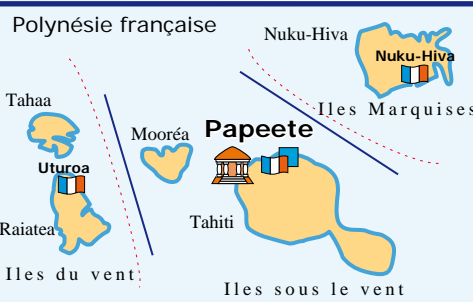 Polynésie française
Nuku-Hiva
Nuku-Hiva
Iles Marquises
Tahaa
Mooréa
Papeete
Uturoa
Raiatea
Tahiti
Iles du vent
Iles sous le vent